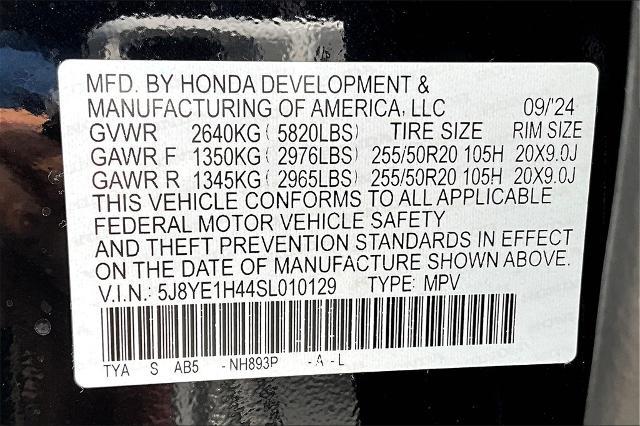 MFD. BY HONDA DEVELOPMENT &
MANUFACTURING OF AMERICA, LLC 09/'24
GVWR 2640KG( 5820LBS) TIRE SIZE RIM SIZE
GAWR F 1350KG( 2976LBS) 255/50R20 105H 20X9.0J
GAWR R 1345KG( 2965LBS) 255/50R20 105H 20X9.0J
THIS VEHICLE CONFORMS TO ALL APPLICABLE
FEDERAL MOTOR VEHICLE SAFETY
AND THEFT PREVENTION STANDARDS IN EFFECT
ON THE DATE OF MANUFACTURE SHOWN ABOVE.
V.I.N.: 5J8YE1H44SL010129 TYPE: MPV
TYA S AB5 -NH893P -A-L